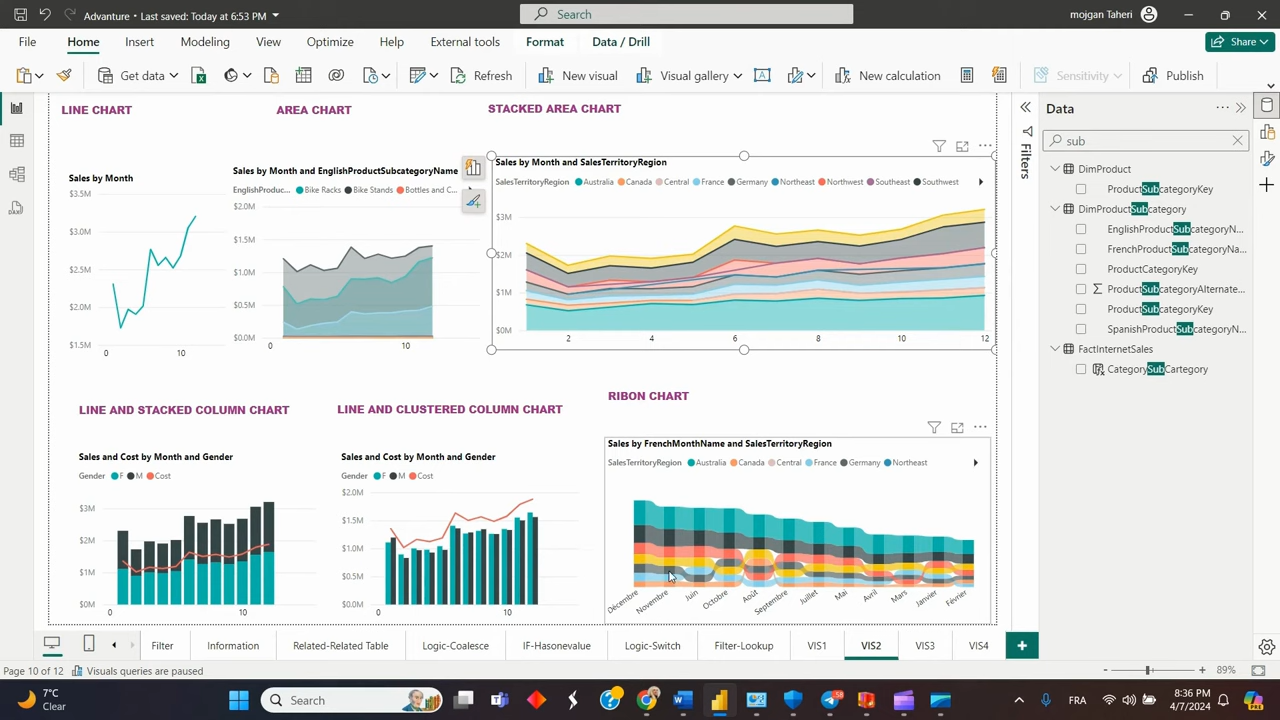 Advanture • Last saved: Today at 6:53 PM
Search
mojgan Taheri
File
Home
Insert
Modeling
View
Optimize
Help
External tools
Format
Data / Drill
Share
Get data
Refresh
New visual
Visual gallery
New calculation
Sensitivity
Publish
LINE CHART
AREA CHART
STACKED AREA CHART
Sales by Month
$3.5M
$3.0M
$2.5M
$2.0M
$1.5M
0
10
Sales by Month and EnglishProductSubcategoryName
EnglishProduc...
Bike Racks
Bike Stands
Bottles and C...
$2.0M
$1.5M
$1.0M
$0.5M
$0.0M
0
10
Sales by Month and SalesTerritoryRegion
SalesTerritoryRegion
Australia
Canada
Central
France
Germany
Northeast
Northwest
Southeast
Southwest
$3M
$2M
$1M
$0M
2
4
6
8
10
12
LINE AND STACKED COLUMN CHART
LINE AND CLUSTERED COLUMN CHART
RIBON CHART
Sales and Cost by Month and Gender
Gender
F
M
Cost
$3M
$2M
$1M
$0M
0
10
Sales and Cost by Month and Gender
Gender
F
M
Cost
$2.0M
$1.5M
$1.0M
$0.5M
$0.0M
0
10
Sales by FrenchMonthName and SalesTerritoryRegion
SalesTerritoryRegion
Australia
Canada
Central
France
Germany
Northeast
Décembre
Novembre
Juin
Octobre
Août
Septembre
Juillet
Mai
Avril
Mars
Janvier
Février
Filters
Data
sub
DimProduct
ProductSubcategoryKey
DimProductSubcategory
EnglishProductSubcategoryN...
FrenchProductSubcategoryNa...
ProductCategoryKey
ProductSubcategoryAlternate...
ProductSubcategoryKey
SpanishProductSubcategoryN...
FactInternetSales
CategorySubCartegory
Filter
Information
Related-Related Table
Logic-Coalesce
IF-Hasonevalue
Logic-Switch
Filter-Lookup
VIS1
VIS2
VIS3
VIS4
Page 10 of 12
Visuals queries are paused
89%
7°C
Clear
Search
58
FRA
8:36 PM
4/7/2024